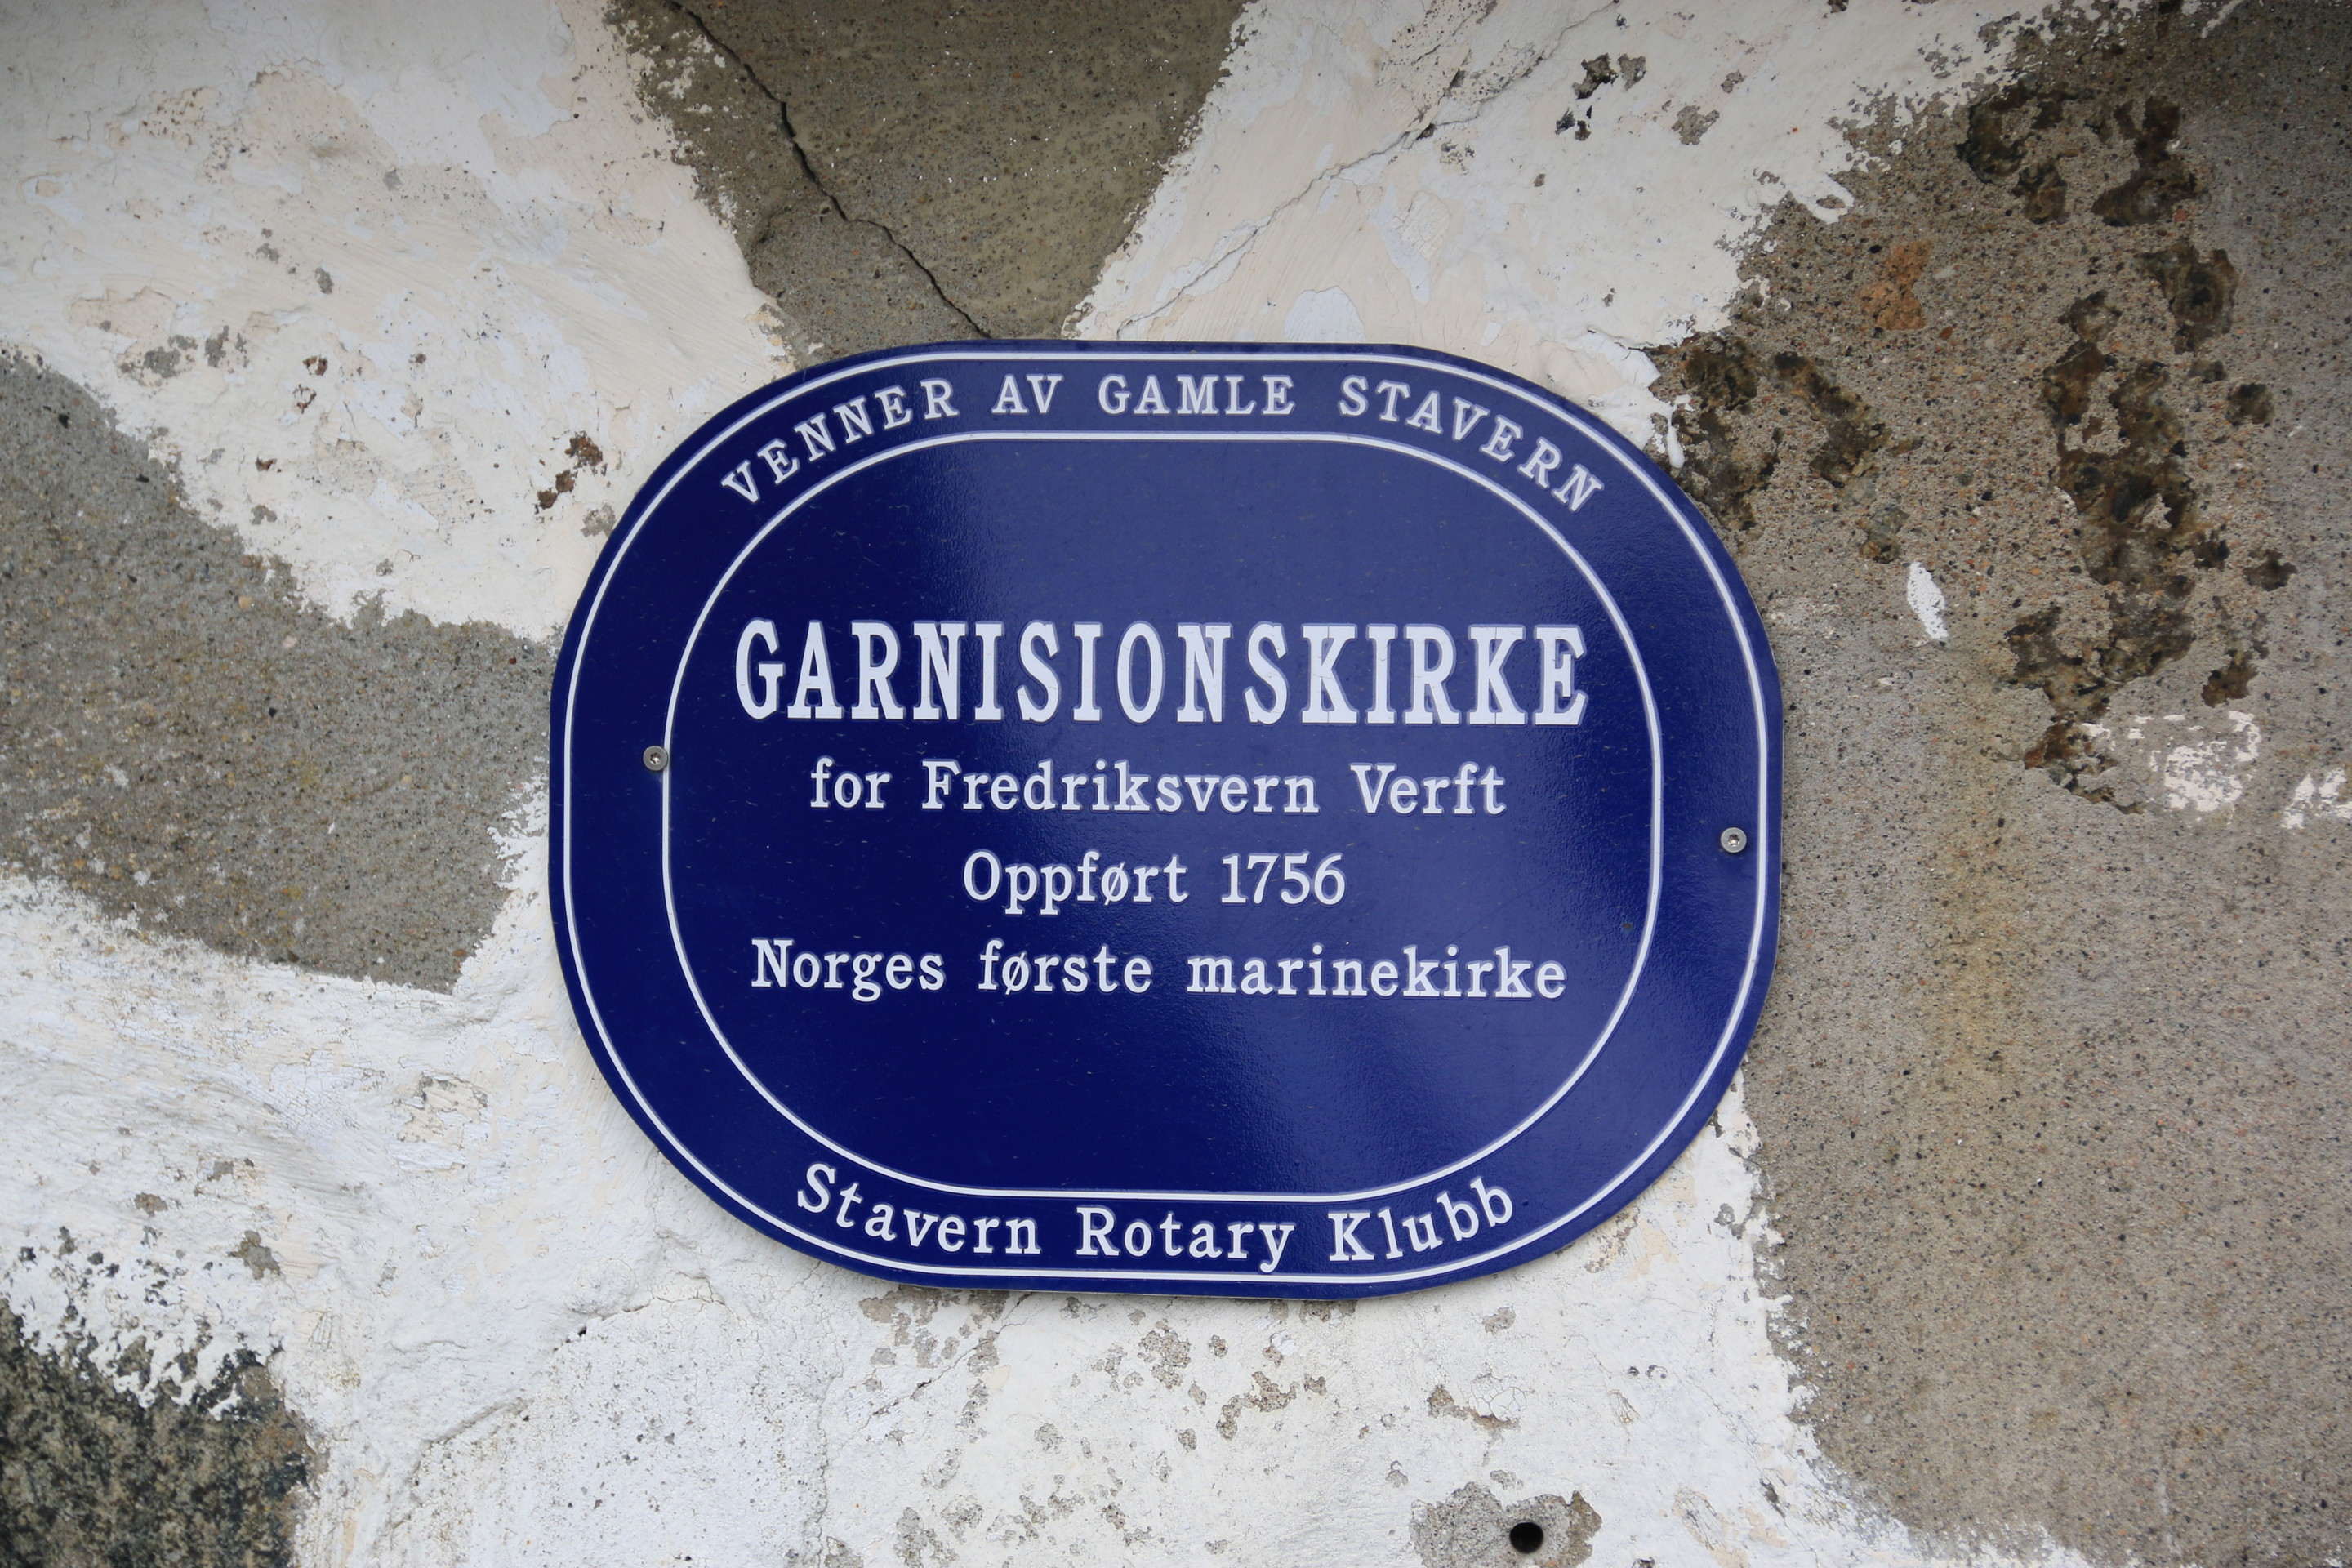 VENNER AV GAMLE STAVERN
GARNISIONSKIRKE
for Fredriksvern Verft
Oppført 1756
Norges første marinekirke
Stavern Rotary Klubb